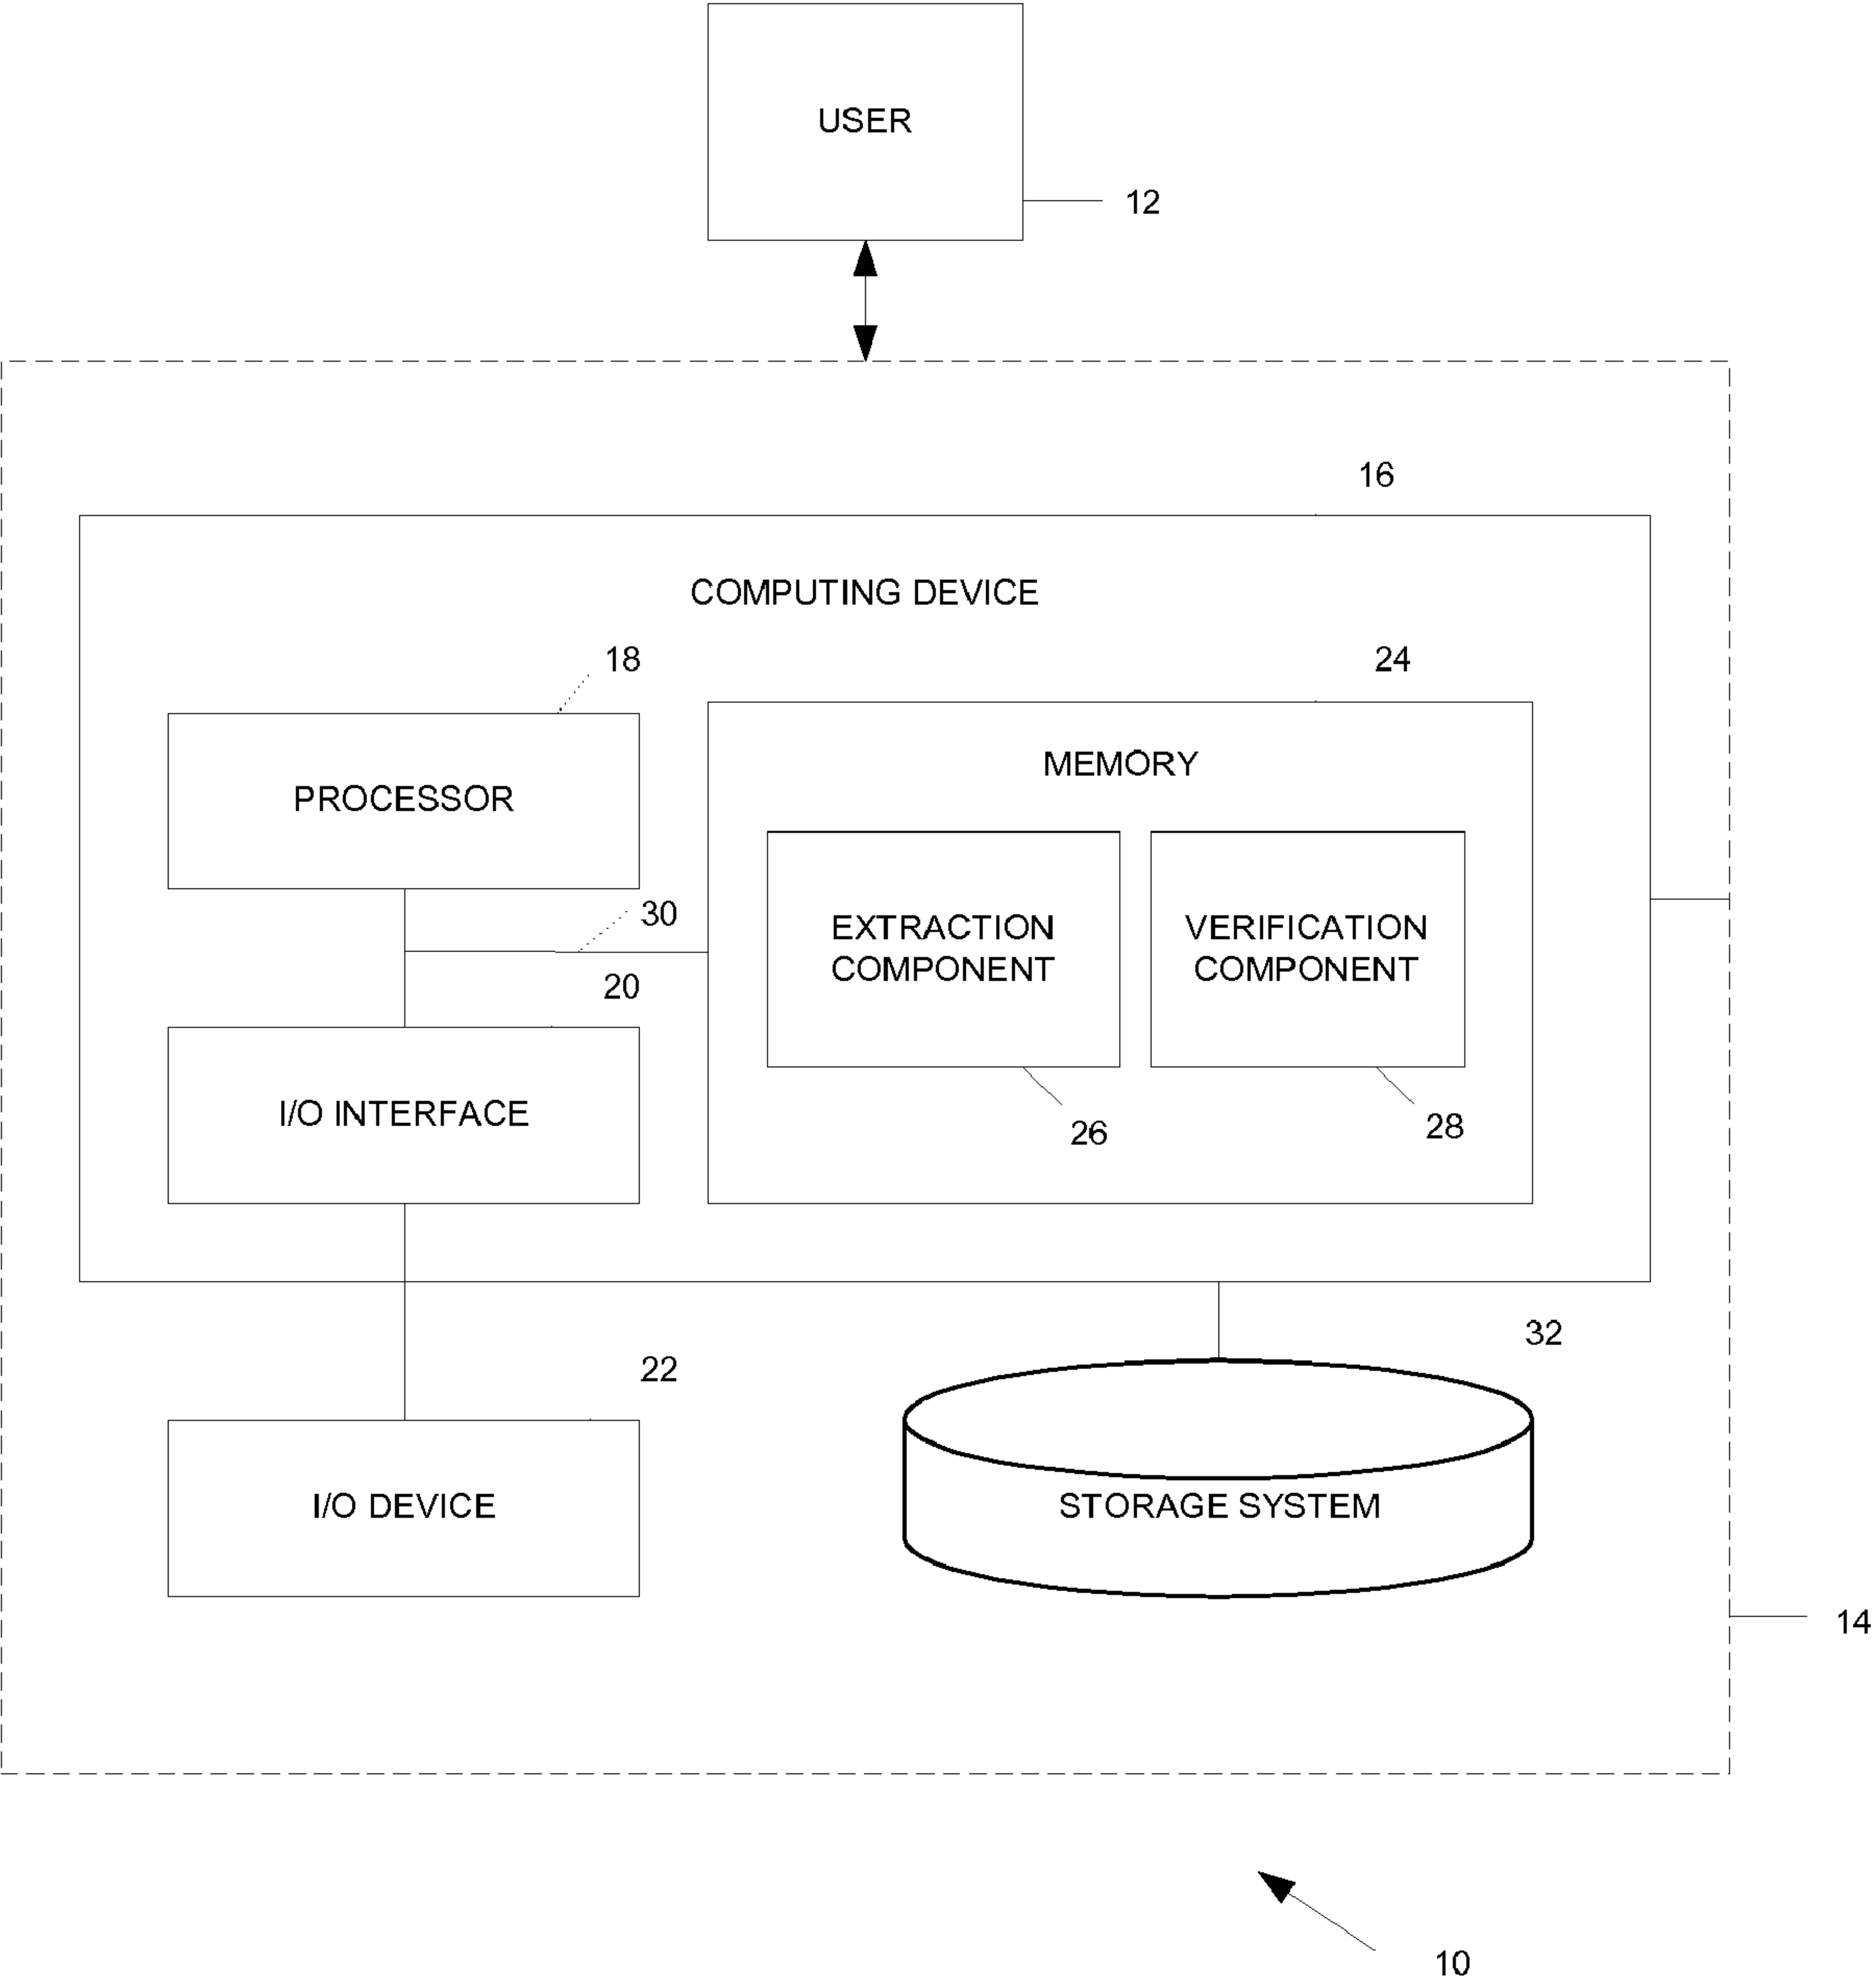 USER
12
16
COMPUTING DEVICE
18
24
PROCESSOR
MEMORY
30
EXTRACTION
COMPONENT
VERIFICATION
COMPONENT
20
I/O INTERFACE
26
28
32
22
I/O DEVICE
STORAGE SYSTEM
14
10